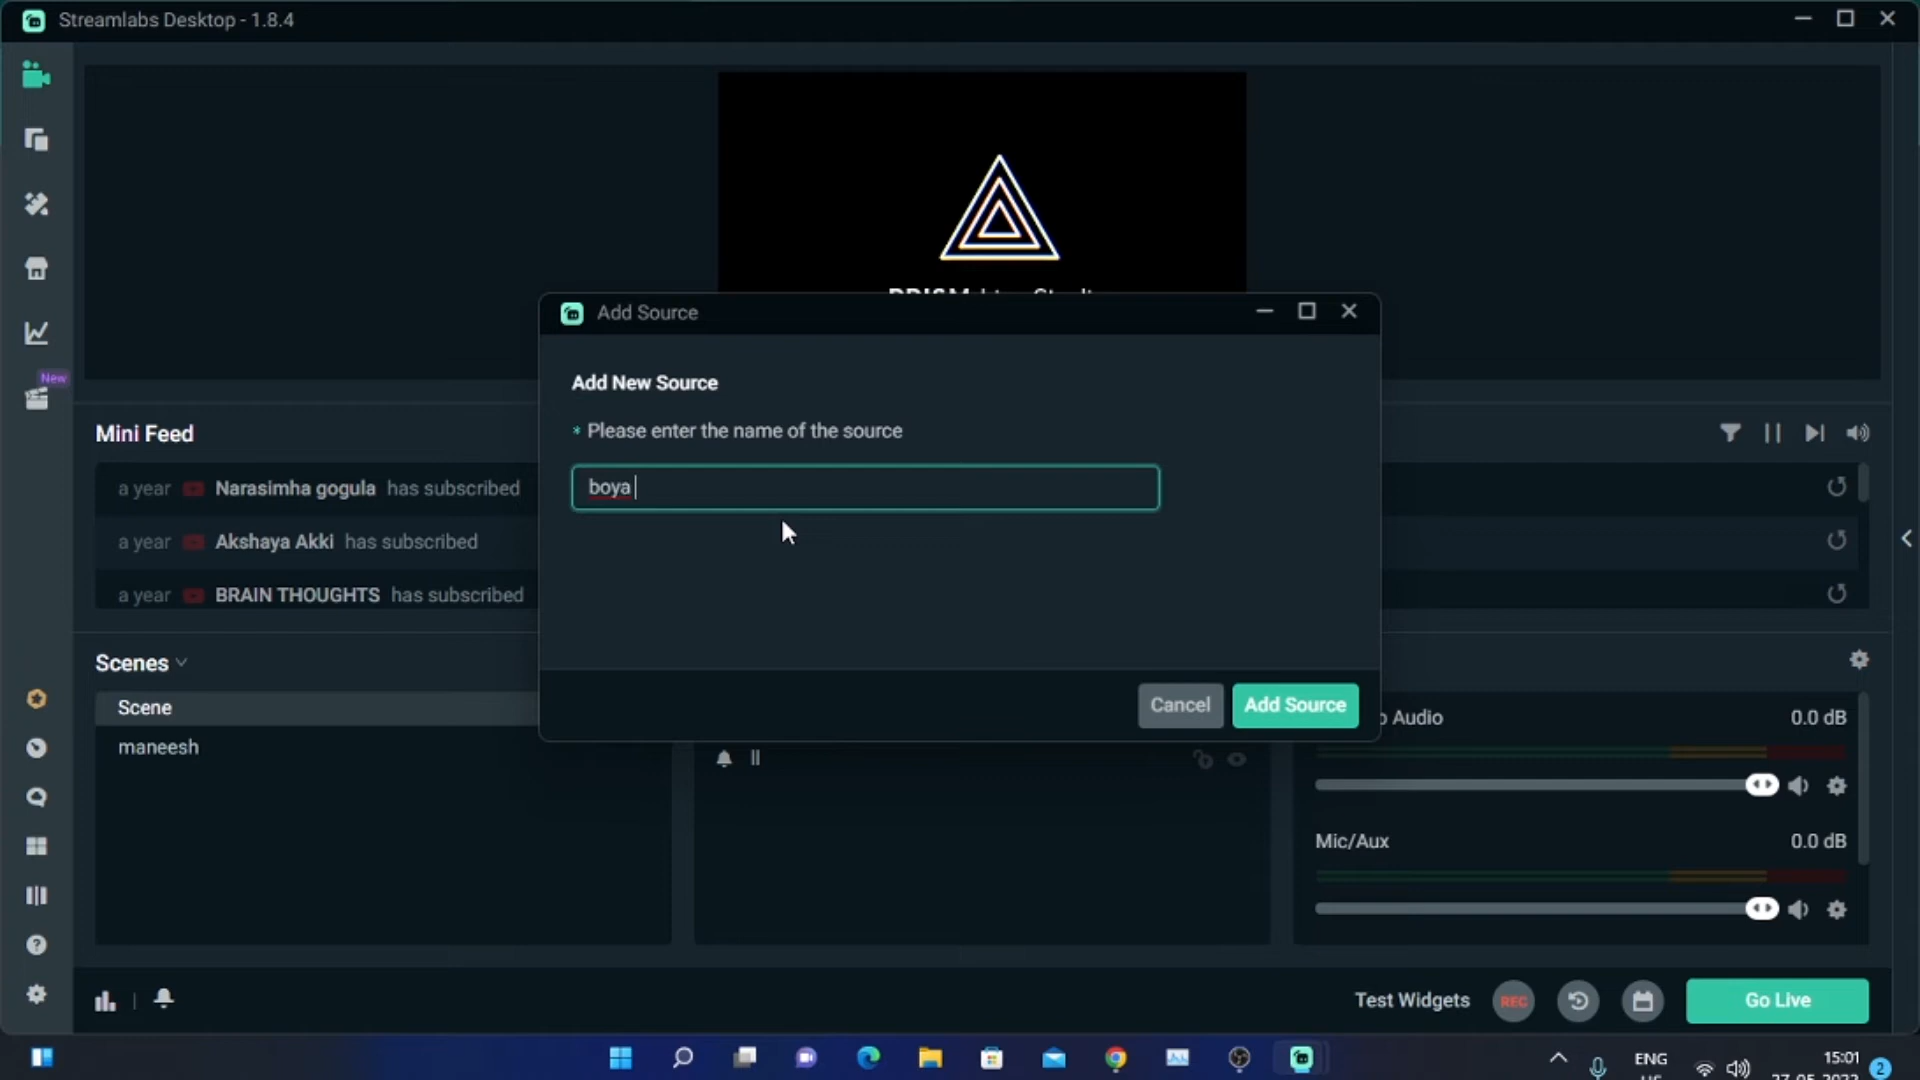 Streamlabs Desktop - 1.8.4
Add Source
Add New Source
* Please enter the name of the source
boya
Cancel
Add Source
New
Mini Feed
a year Narasimha gogula has subscribed
a year Akshaya Akki has subscribed
a year BRAIN THOUGHTS has subscribed
Scenes
Scene
maneesh
Audio
0.0 dB
Mic/Aux
0.0 dB
Test Widgets
REC
Go Live
ENG
15:01
2